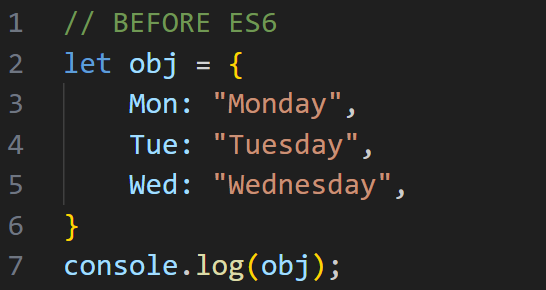 1 // BEFORE ES6
2 let obj = {
3     Mon: "Monday",
4     Tue: "Tuesday",
5     Wed: "Wednesday",
6 }
7 console.log(obj);